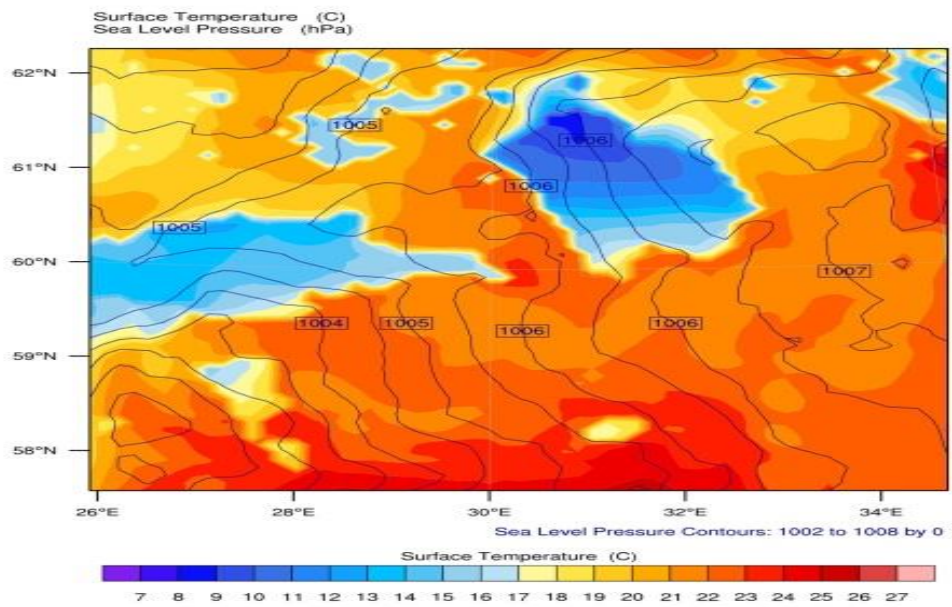 Surface Temperature (C)
Sea Level Pressure (hPa)
62°N
61°N
60°N
59°N
58°N
1005
1006
1006
1005
1007
1004
1005
1006
1006
26°E
28°E
30°E
32°E
34°E
Sea Level Pressure Contours: 1002 to 1008 by 0
Surface Temperature (C)
7 8 9 10 11 12 13 14 15 16 17 18 19 20 21 22 23 24 25 26 27